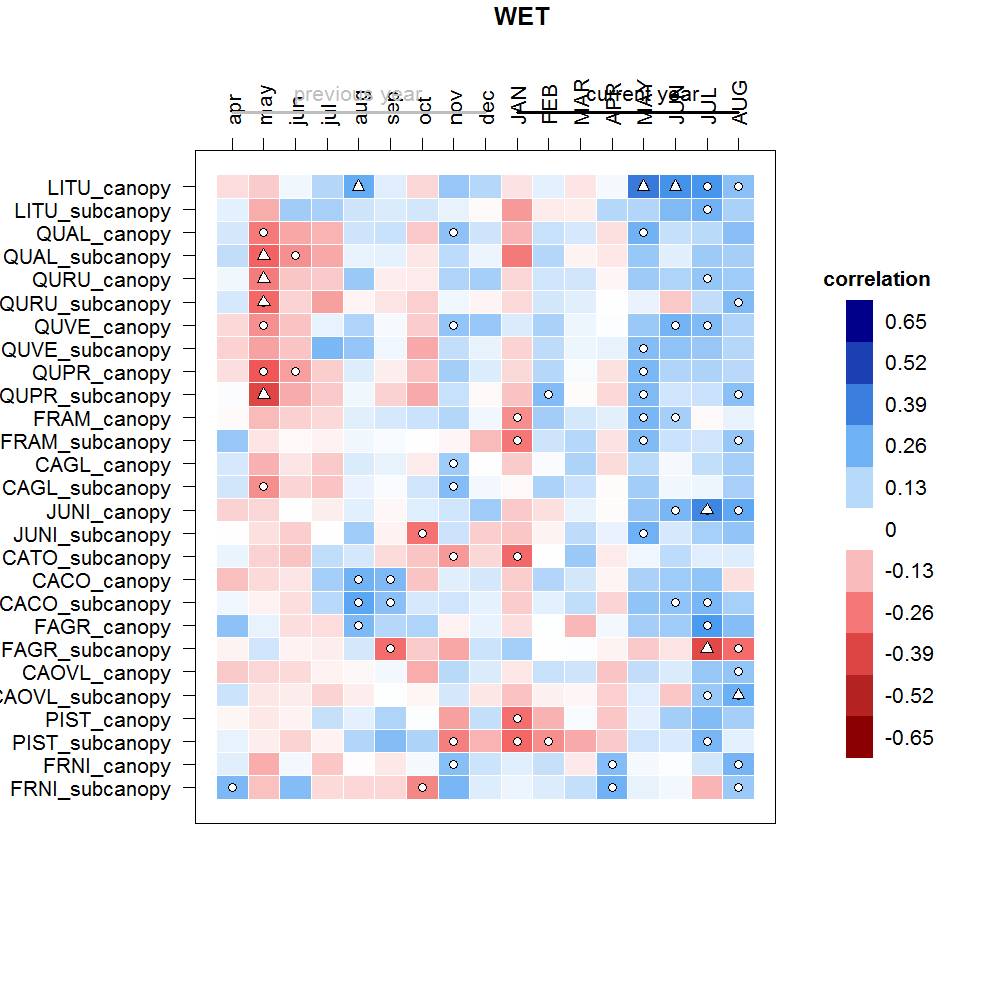 WET
previous year current year
apr may jun jul aug sep oct nov dec JAN FEB MAR APR MAY JUN JUL AUG
LITU_canopy
LITU_subcanopy
QUAL_canopy
QUAL_subcanopy
QURU_canopy
QURU_subcanopy
QUVE_canopy
QUVE_subcanopy
QUPR_canopy
QUPR_subcanopy
FRAM_canopy
FRAM_subcanopy
CAGL_canopy
CAGL_subcanopy
JUNI_canopy
JUNI_subcanopy
CATO_subcanopy
CACO_canopy
CACO_subcanopy
FAGR_canopy
FAGR_subcanopy
CAOVL_canopy
CAOVL_subcanopy
PIST_canopy
PIST_subcanopy
FRNI_canopy
FRNI_subcanopy
correlation
0.65
0.52
0.39
0.26
0.13
0
-0.13
-0.26
-0.39
-0.52
-0.65